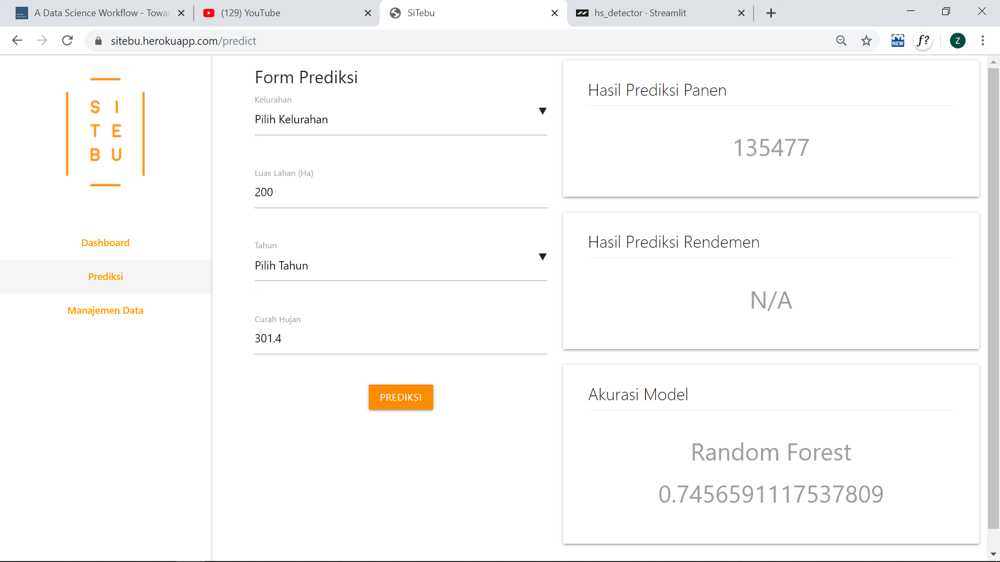 A Data Science Workflow - Towar
(129) YouTube
SiTebu
hs_detector · Streamlit
sitebu.herokuapp.com/predict
NEW
f?
Z
S I
T E
B U
Dashboard
Prediksi
Manajemen Data
Form Prediksi
Kelurahan
Pilih Kelurahan
Luas Lahan (Ha)
200
Tahun
Pilih Tahun
Curah Hujan
301.4
PREDIKSI
Hasil Prediksi Panen
135477
Hasil Prediksi Rendemen
N/A
Akurasi Model
Random Forest
0.7456591117537809